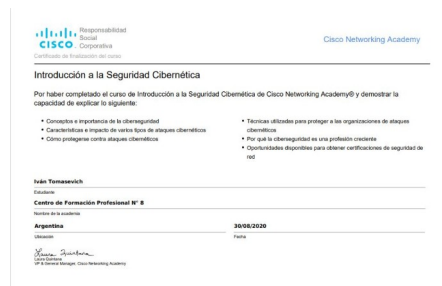 CISCO
Responsabilidad
Social
Corporativa
Cisco Networking Academy
Certificado de finalización del curso
Introducción a la Seguridad Cibernética
Por haber completado el curso de Introducción a la Seguridad Cibernética de Cisco Networking Academy® y demostrar la
capacidad de explicar lo siguiente:
• Conceptos e importancia de la ciberseguridad
• Características e impacto de varios tipos de ataques cibernéticos
• Cómo protegerse contra ataques cibernéticos
• Técnicas utilizadas para proteger a las organizaciones de ataques
cibernéticos
• Por qué la ciberseguridad es una profesión creciente
• Oportunidades disponibles para obtener certificaciones de seguridad de
red
Iván Tomasevich
Estudiante
Centro de Formación Profesional N° 8
Nombre de la academia
Argentina
30/08/2020
Ubicación
Fecha
Laura Quintana
Laura Quintana
VP & General Manager, Cisco Networking Academy